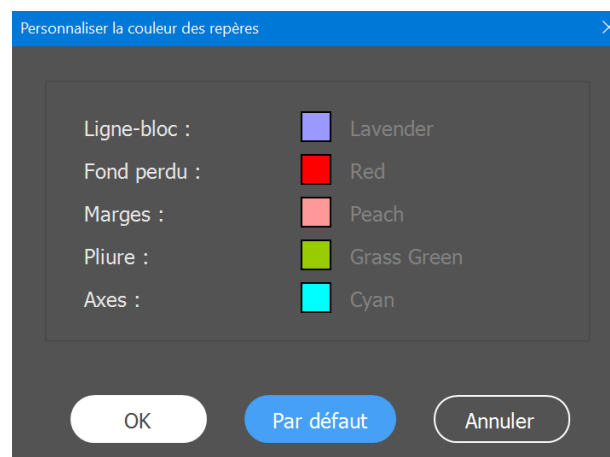 Personnaliser la couleur des repères
Ligne-bloc : Lavender
Fond perdu : Red
Marges : Peach
Pliure : Grass Green
Axes : Cyan
OK Par défaut Annuler